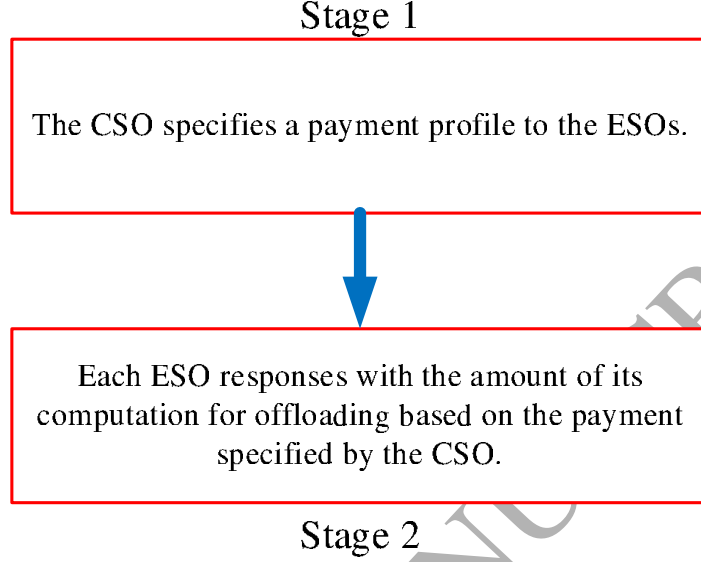 Stage 1
The CSO specifies a payment profile to the ESOs.
Each ESO responses with the amount of its
computation for offloading based on the payment
specified by the CSO.
Stage 2